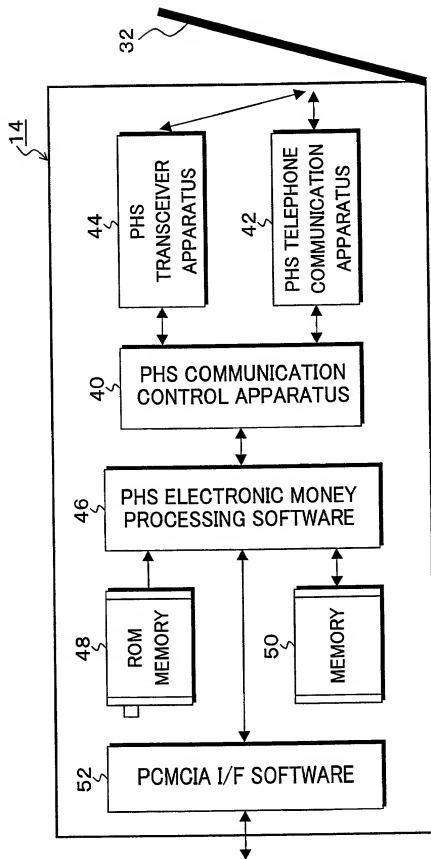 14
32
44
PHS
TRANSCEIVER
APPARATUS
42
PHS TELEPHONE
COMMUNICATION
APPARATUS
40
PHS COMMUNICATION
CONTROL APPARATUS
46
PHS ELECTRONIC MONEY
PROCESSING SOFTWARE
48
ROM
MEMORY
50
MEMORY
52
PCMCIA I/F SOFTWARE